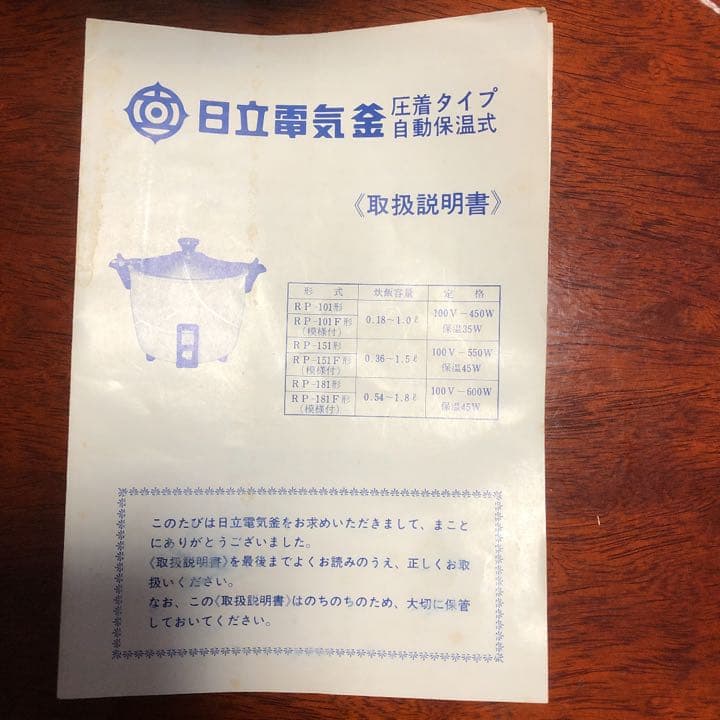 日立電気釜 圧着タイプ
自動保温式
《取扱説明書》
形 式 炊飯容量 定 格
RP-101形
RP-101F形
(模様付)
0.18~1.0ℓ
100V-450W
保温35W
RP-151形
RP-151F形
(模様付)
0.36~1.5ℓ
100V-550W
保温45W
RP-181形
RP-181F形
(模様付)
0.54~1.8ℓ
100V-600W
保温45W
このたびは日立電気釜をお求めいただきまして、まこと
にありがとうございました。
《取扱説明書》を最後までよくお読みのうえ、正しくお取
扱いください。
なお、この《取扱説明書》はのちのちのため、大切に保管
しておいてください。